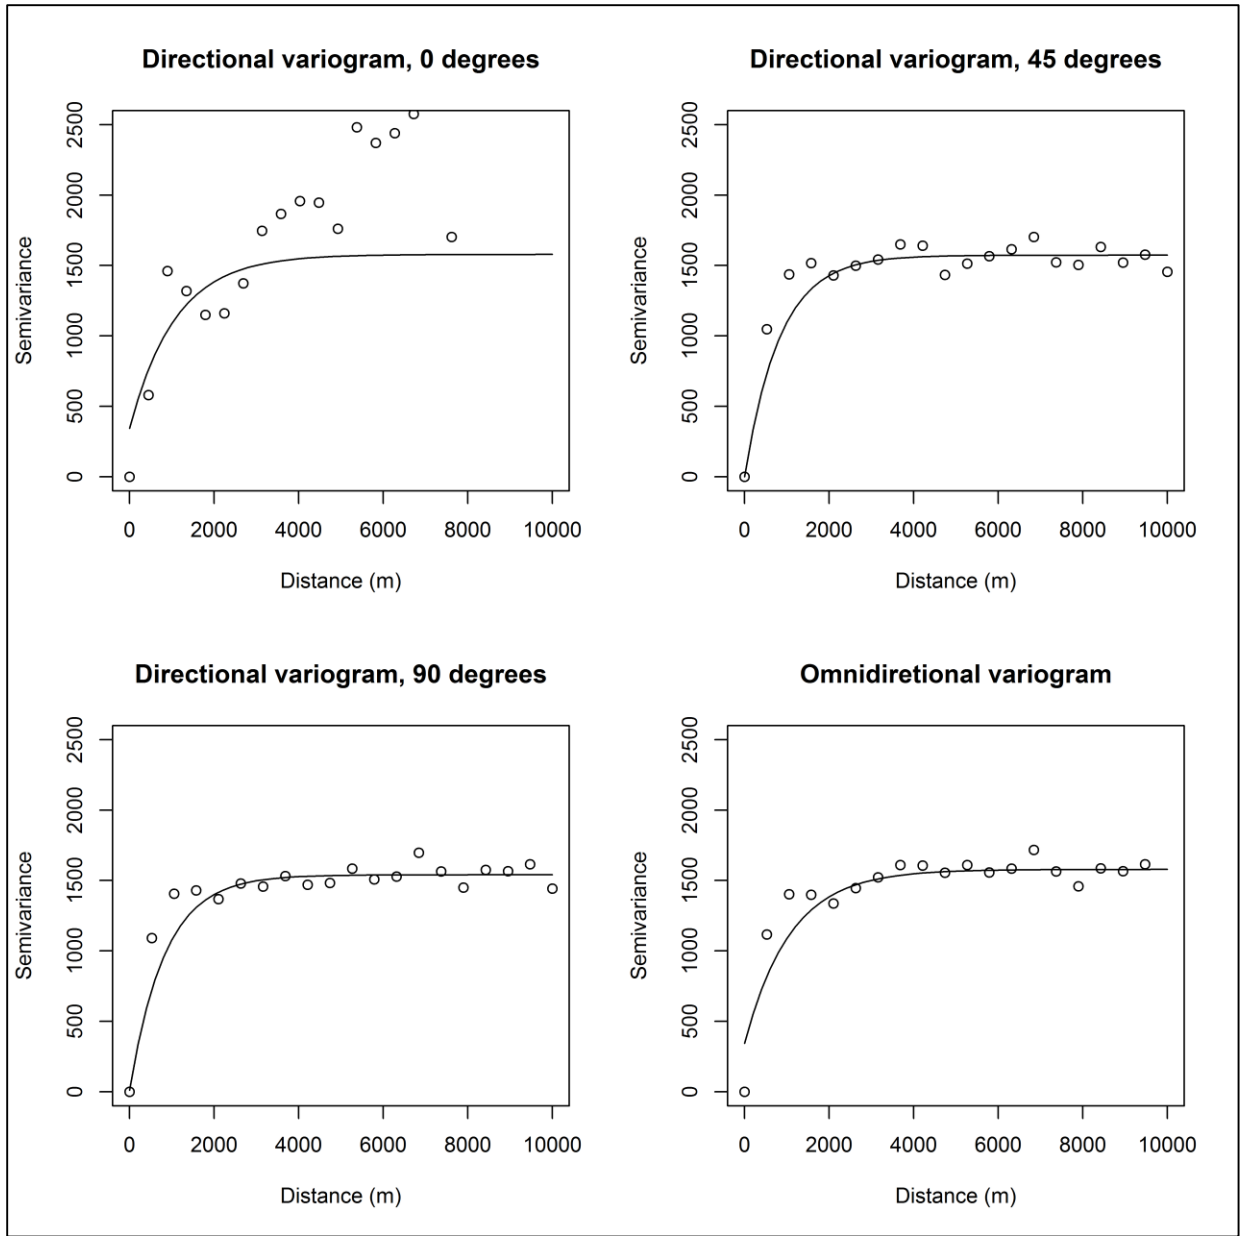 Directional variogram, 0 degrees
Semivariance
2500
2000
1500
1000
500
0
0 2000 4000 6000 8000 10000
Distance (m)
Directional variogram, 45 degrees
Semivariance
2500
2000
1500
1000
500
0
0 2000 4000 6000 8000 10000
Distance (m)
Directional variogram, 90 degrees
Semivariance
2500
2000
1500
1000
500
0
0 2000 4000 6000 8000 10000
Distance (m)
Omnidiretional variogram
Semivariance
2500
2000
1500
1000
500
0
0 2000 4000 6000 8000 10000
Distance (m)